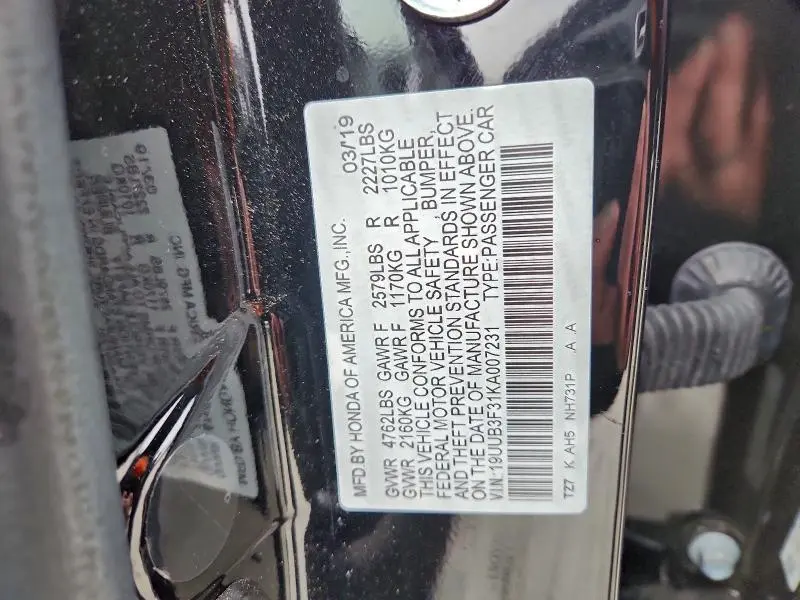 MFD.BY HONDA OF AMERICA MFG.,INC. 03/'19
GVWR 4762LBS GAWR F 2579LBS R 2227LBS
GVWR 2160KG GAWR F 1170KG R 1010KG
THIS VEHICLE CONFORMS TO ALL APPLICABLE
FEDERAL MOTOR VEHICLE SAFETY , BUMPER,
AND THEFT PREVENTION STANDARDS IN EFFECT
ON THE DATE OF MANUFACTURE SHOWN ABOVE.
V I N:19UUB3F31KA007231 TYPE:PASSENGER CAR
TZ7 K AH5 NH731P A A